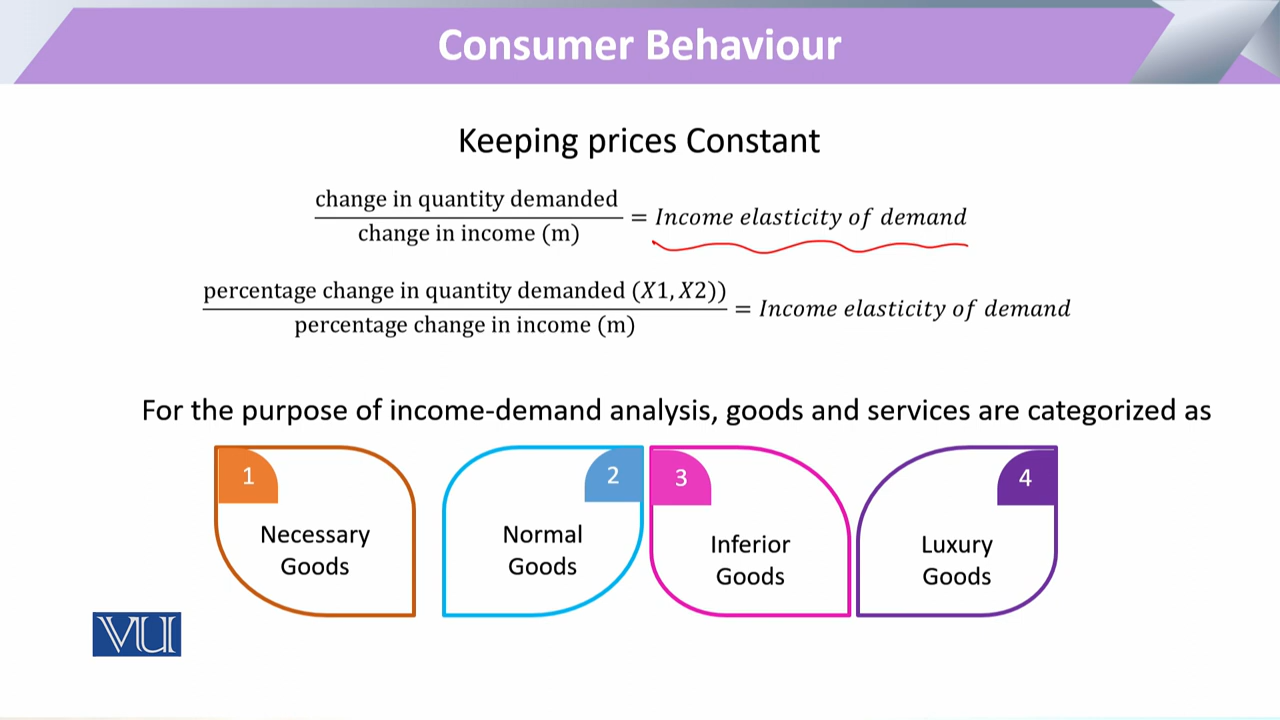 Consumer Behaviour
Keeping prices Constant
change in quantity demanded
change in income (m)
= Income elasticity of demand
percentage change in quantity demanded (X1, X2))
percentage change in income (m)
= Income elasticity of demand
For the purpose of income-demand analysis, goods and services are categorized as
1
Necessary
Goods
2
Normal
Goods
3
Inferior
Goods
4
Luxury
Goods
VU